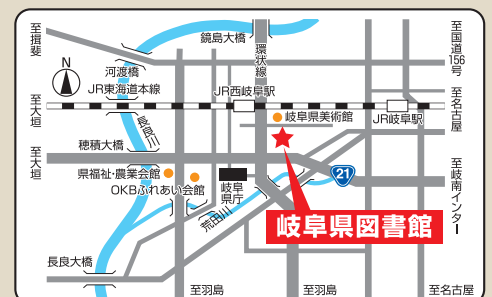 至揖斐
鏡島大橋
環状線
至国道156号
N
河渡橋
JR東海道本線
JR西岐阜駅
至大垣
長良川
岐阜県美術館
JR岐阜駅
至名古屋
穂積大橋
至大垣
県福祉・農業会館
OKBふれあい会館
岐阜県庁
21
至岐南インター
荒田川
岐阜県図書館
長良大橋
至羽島
至羽島
至名古屋